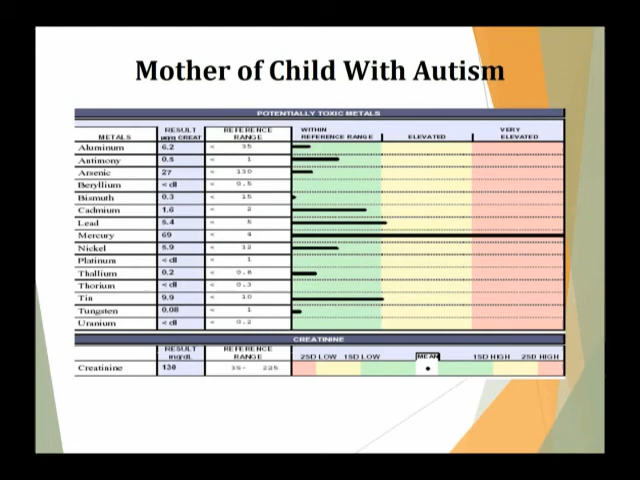 Mother of Child With Autism
POTENTIALLY TOXIC METALS
METALS RESULT µg/g CREAT REFERENCE RANGE WITHIN REFERENCE RANGE ELEVATED VERY ELEVATED
Aluminum 6.2 < 35
Antimony 0.5 < 1
Arsenic 27 < 130
Beryllium < dl < 0.5
Bismuth 0.3 < 15
Cadmium 1.6 < 2
Lead 5.4 < 5
Mercury 69 < 4
Nickel 5.9 < 12
Platinum < dl < 1
Thallium 0.2 <
Thorium < dl < 0.3
Tin 9.9 < 10
Tungsten 0.08 < 1
Uranium < dl < 0.2
CREATININE
RESULT mg/dL REFERENCE RANGE 2SD LOW 1SD LOW MEAN 1SD HIGH 2SD HIGH
Creatinine 130 35- 225